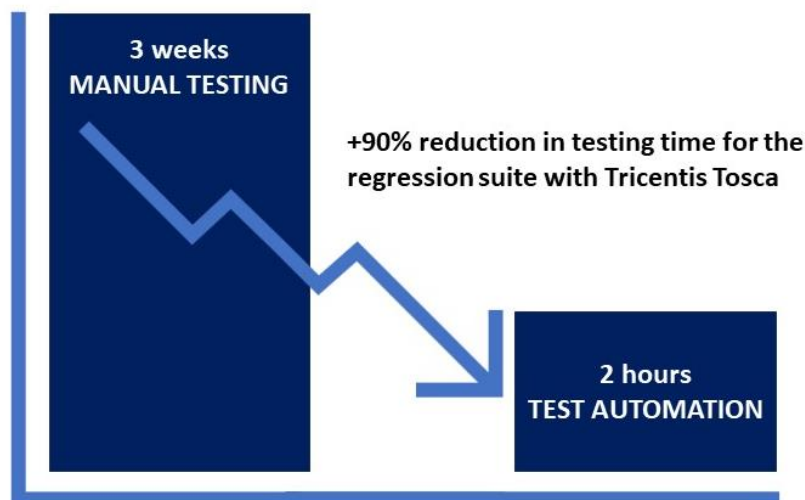 3 weeks
MANUAL TESTING
+90% reduction in testing time for the
regression suite with Tricentis Tosca
2 hours
TEST AUTOMATION